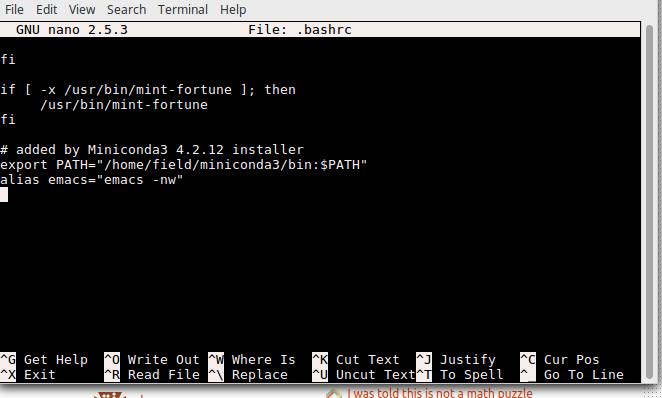 File Edit View Search Terminal Help
GNU nano 2.5.3 File: .bashrc
fi
if [ -x /usr/bin/mint-fortune ]; then
     /usr/bin/mint-fortune
fi
# added by Miniconda3 4.2.12 installer
export PATH="/home/field/miniconda3/bin:$PATH"
alias emacs="emacs -nw"
^G Get Help ^O Write Out ^W Where Is ^K Cut Text ^J Justify ^C Cur Pos
^X Exit ^R Read File ^\ Replace ^U Uncut Text ^T To Spell ^_ Go To Line
I was told this is not a math puzzle